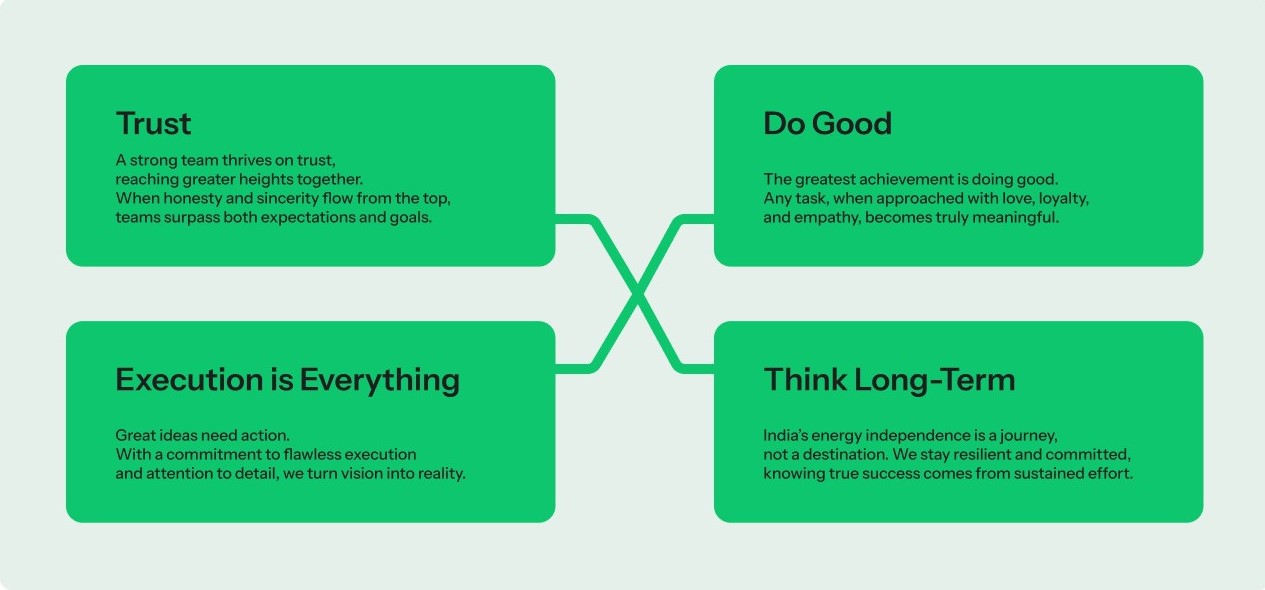 Trust
A strong team thrives on trust,
reaching greater heights together.
When honesty and sincerity flow from the top,
teams surpass both expectations and goals.
Do Good
The greatest achievement is doing good.
Any task, when approached with love, loyalty,
and empathy, becomes truly meaningful.
Execution is Everything
Great ideas need action.
With a commitment to flawless execution
and attention to detail, we turn vision into reality.
Think Long-Term
India’s energy independence is a journey,
not a destination. We stay resilient and committed,
knowing true success comes from sustained effort.